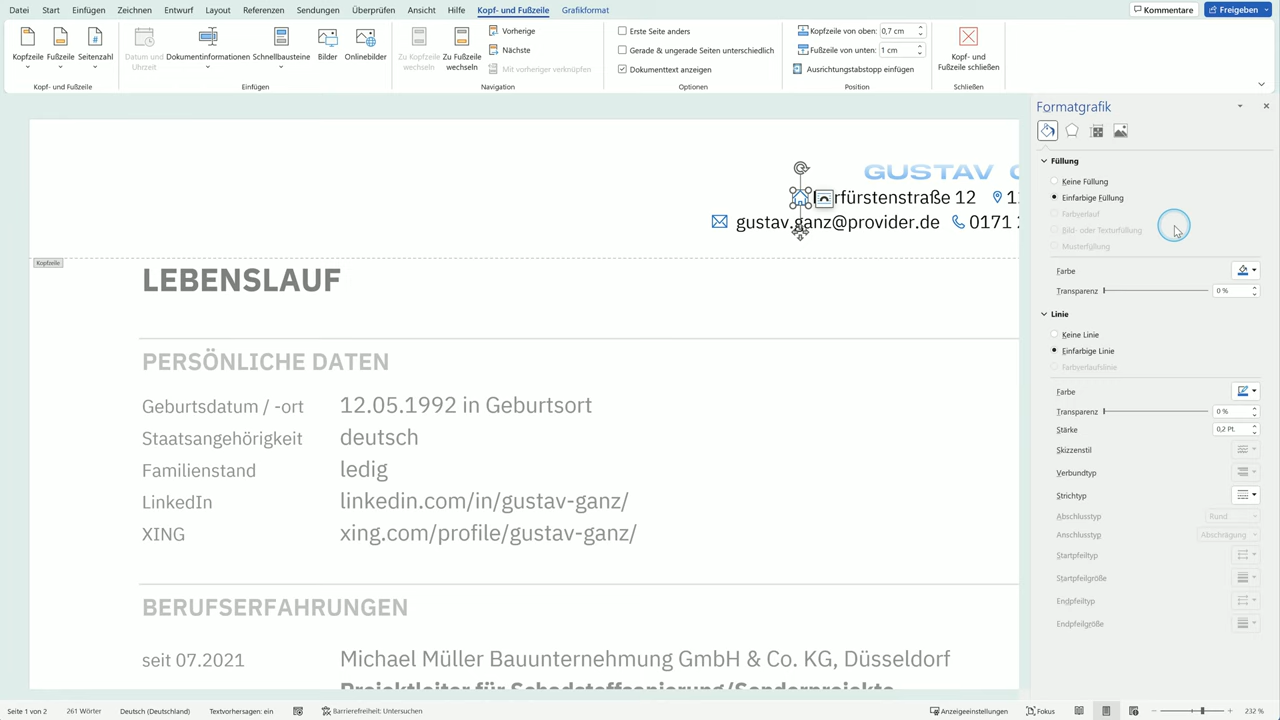 Datei Start Einfügen Zeichnen Entwurf Layout Referenzen Sendungen Überprüfen Ansicht Hilfe Kopf- und Fußzeile Grafikformat Kommentare Freigeben
Kopfzeile Fußzeile Seitenzahl
Kopf- und Fußzeile
Datum und Uhrzeit Dokumentinformationen Schnellbausteine Bilder Onlinebilder
Einfügen
Zu Kopfzeile wechseln Zu Fußzeile wechseln
Vorherige
Nächste
Mit vorheriger verknüpfen
Navigation
Erste Seite anders
Gerade & ungerade Seiten unterschiedlich
Dokumenttext anzeigen
Optionen
Kopfzeile von oben: 0,7 cm
Fußzeile von unten: 1 cm
Ausrichtungstabstopp einfügen
Position
Kopf- und Fußzeile schließen
Schließen
GUSTAV
rfürstenstraße 12
gustav.ganz@provider.de 0171
Kopfzeile
LEBENSLAUF
PERSÖNLICHE DATEN
Geburtsdatum / -ort 12.05.1992 in Geburtsort
Staatsangehörigkeit deutsch
Familienstand ledig
LinkedIn linkedin.com/in/gustav-ganz/
XING xing.com/profile/gustav-ganz/
BERUFSERFAHRUNGEN
seit 07.2021 Michael Müller Bauunternehmung GmbH & Co. KG, Düsseldorf
Projektleiter für Schadstoffsanierung/Sonderprojekte
Formatgrafik
Füllung
Keine Füllung
Einfarbige Füllung
Farbverlauf
Bild- oder Texturfüllung
Musterfüllung
Farbe
Transparenz 0 %
Linie
Keine Linie
Einfarbige Linie
Farbverlaufslinie
Farbe
Transparenz 0 %
Stärke 0,2 Pt.
Skizzenstil
Verbundtyp
Strichtyp
Abschlusstyp Rund
Anschlusstyp Abschrägung
Startpfeiltyp
Startpfeilgröße
Endpfeiltyp
Endpfeilgröße
Seite 1 von 2 261 Wörter Deutsch (Deutschland) Textvorhersagen: ein Barrierefreiheit: Untersuchen Anzeigeeinstellungen Fokus 232 %